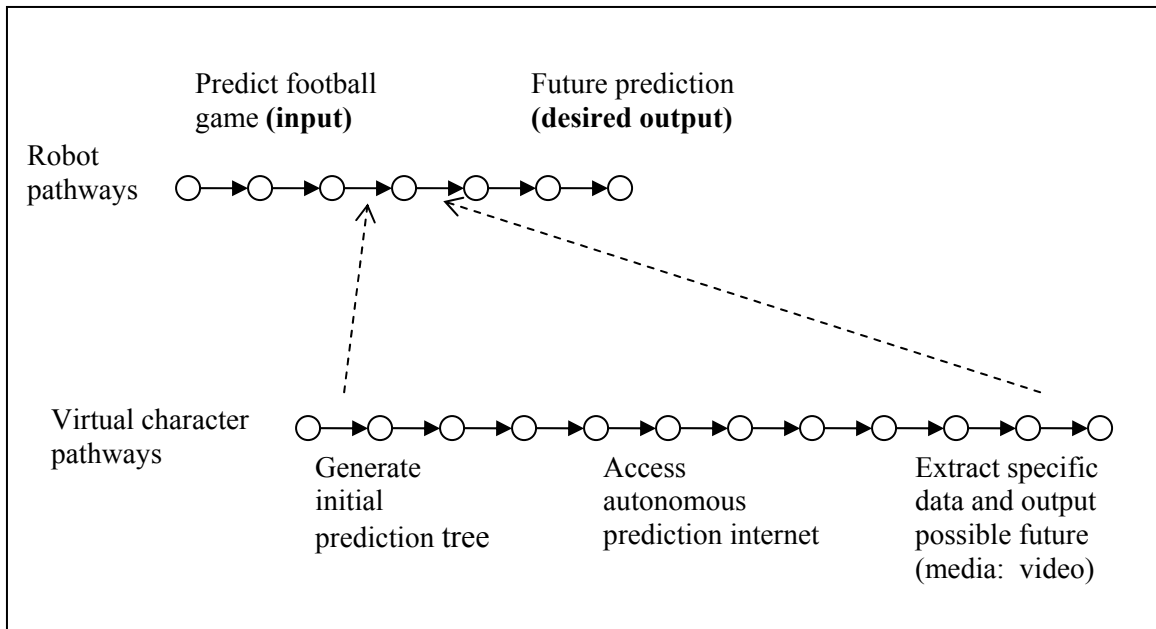 Predict football
game (input)
Future prediction
(desired output)
Robot
pathways
Virtual character
pathways
Generate
initial
prediction tree
Access
autonomous
prediction internet
Extract specific
data and output
possible future
(media:  video)